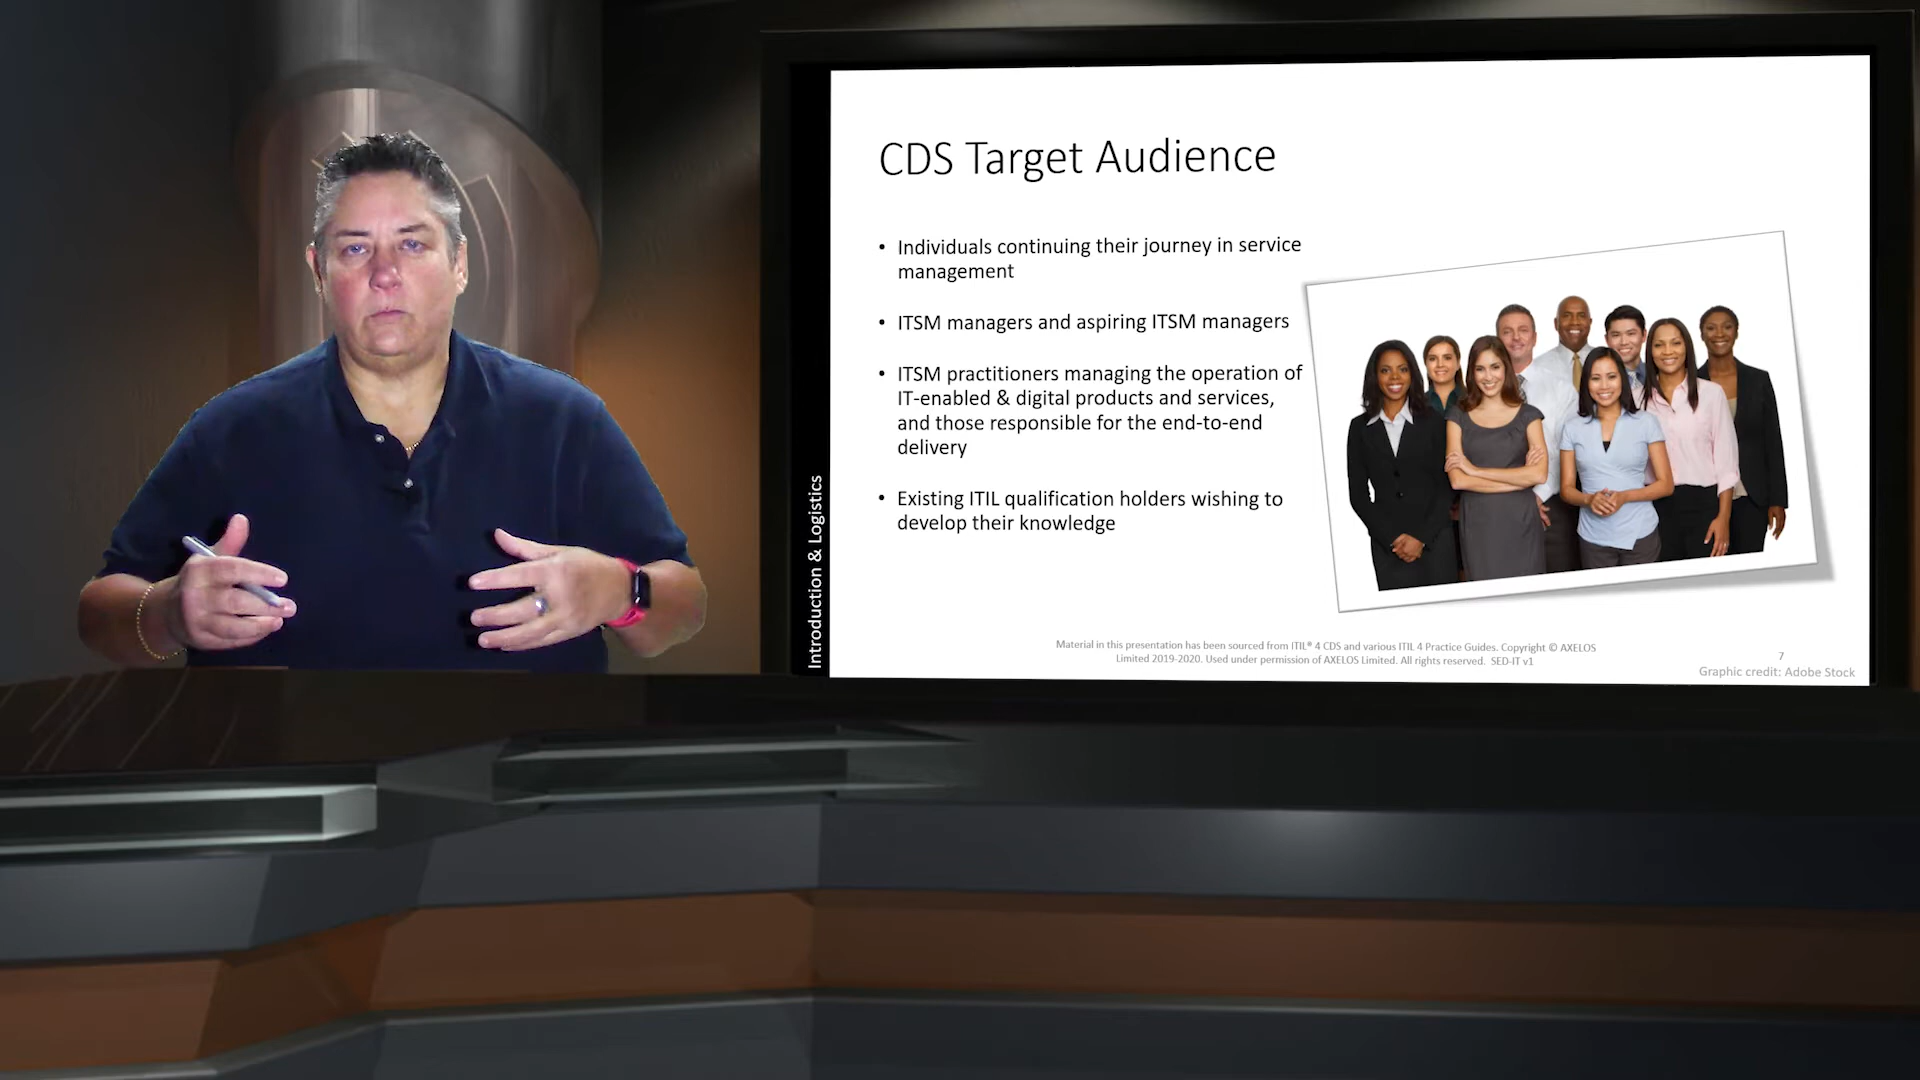 CDS Target Audience
• Individuals continuing their journey in service
management
• ITSM managers and aspiring ITSM managers
• ITSM practitioners managing the operation of
IT-enabled & digital products and services,
and those responsible for the end-to-end
delivery
• Existing ITIL qualification holders wishing to
develop their knowledge
Introduction & Logistics
Material in this presentation has been sourced from ITIL® 4 CDS and various ITIL 4 Practice Guides. Copyright © AXELOS
Limited 2019-2020. Used under permission of AXELOS Limited. All rights reserved. SED-IT v1
7
Graphic credit: Adobe Stock